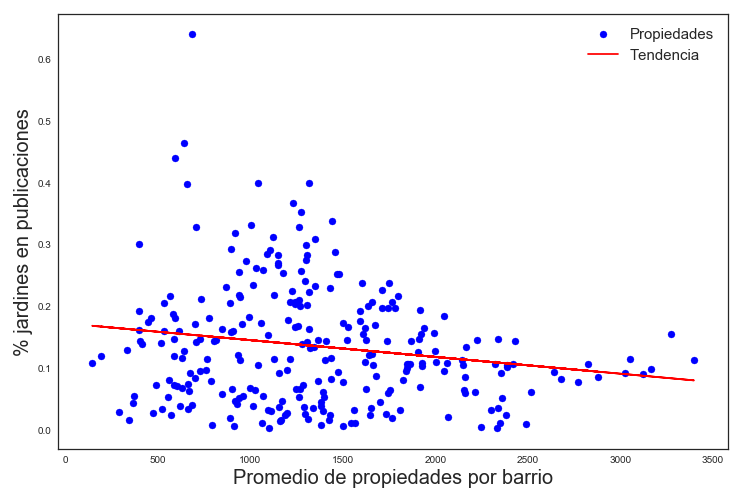 Propiedades
Tendencia
% jardines en publicaciones
0.6
0.5
0.4
0.3
0.2
0.1
0.0
0 500 1000 1500 2000 2500 3000 3500
Promedio de propiedades por barrio